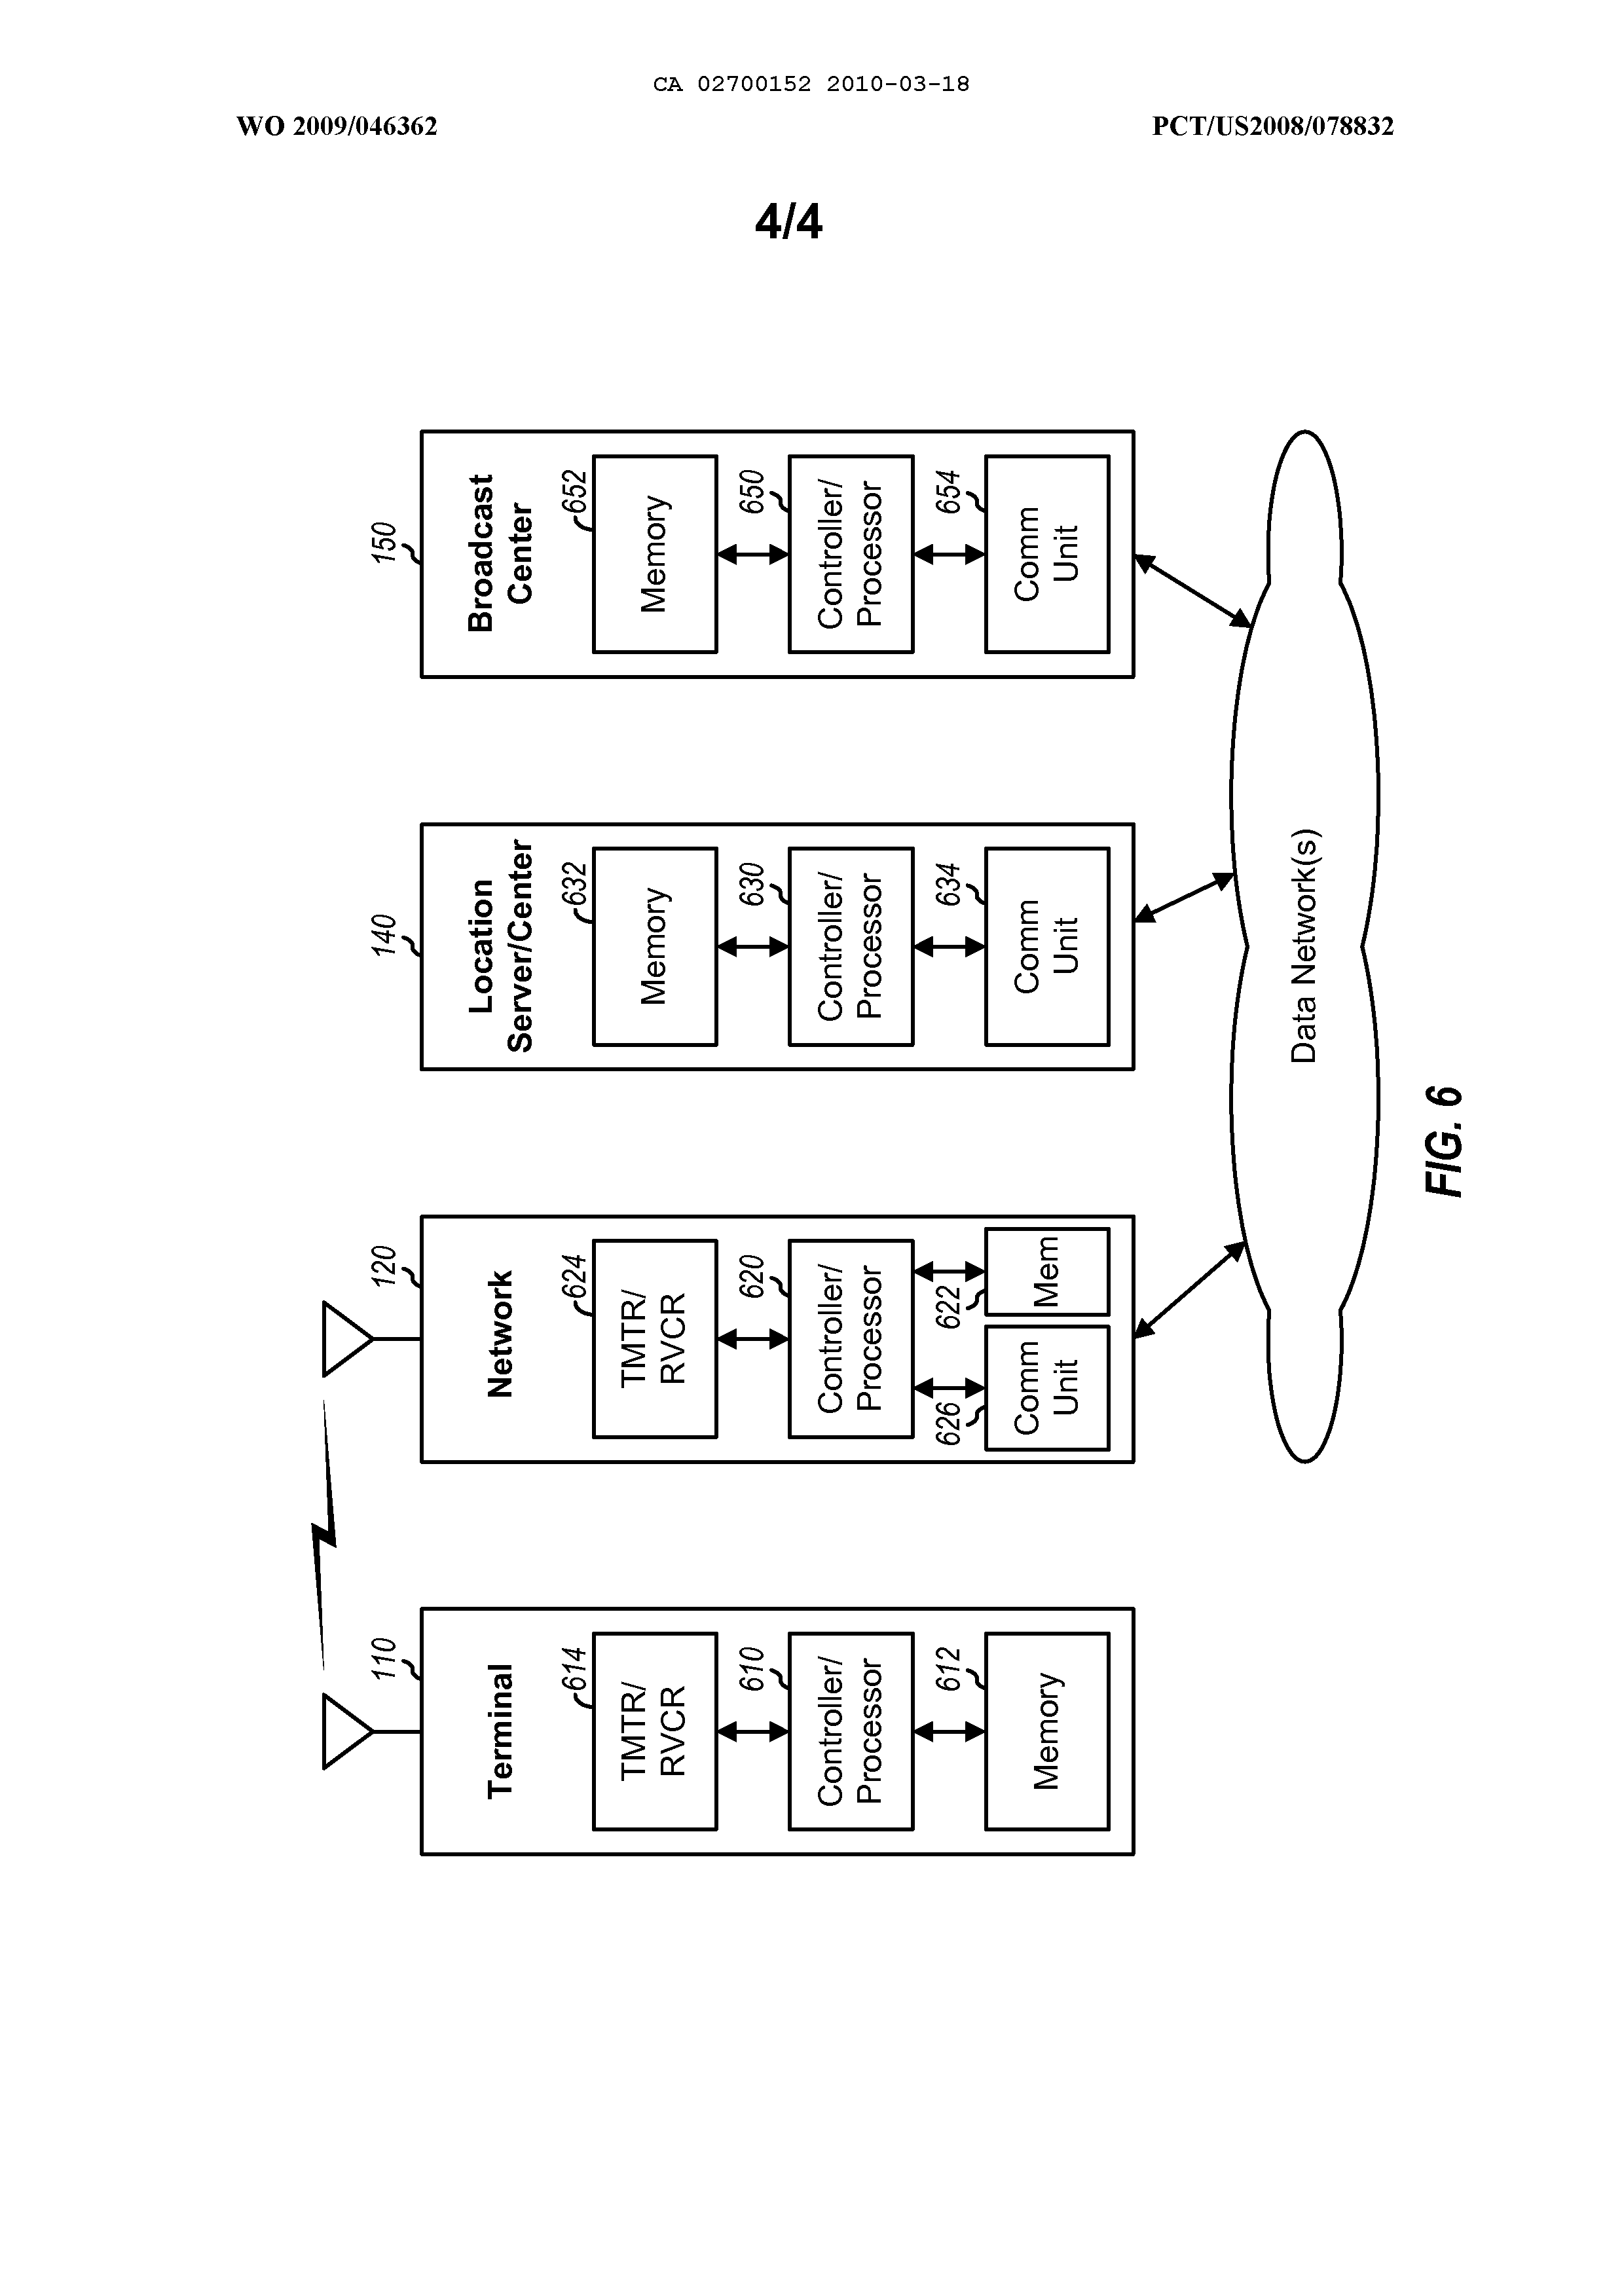 CA 02700152 2010-03-18
WO 2009/046362
PCT/US2008/078832
4/4
110
Terminal
614
TMTR/
RVCR
610
Controller/
Processor
612
Memory
120
Network
624
TMTR/
RVCR
620
Controller/
Processor
626
Comm
Unit
622
Mem
140
Location
Server/Center
632
Memory
630
Controller/
Processor
634
Comm
Unit
150
Broadcast
Center
652
Memory
650
Controller/
Processor
654
Comm
Unit
Data Network(s)
FIG. 6